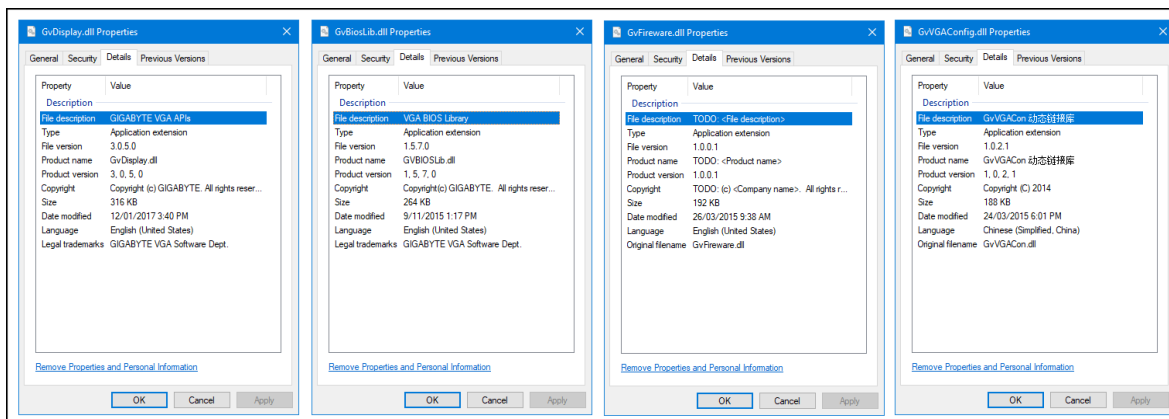 GvDisplay.dll Properties
General Security Details Previous Versions
Property Value
Description
File description GIGABYTE VGA APIs
Type Application extension
File version 3.0.5.0
Product name GvDisplay.dll
Product version 3, 0, 5, 0
Copyright Copyright (c) GIGABYTE. All rights reser...
Size 316 KB
Date modified 12/01/2017 3:40 PM
Language English (United States)
Legal trademarks GIGABYTE VGA Software Dept.
Remove Properties and Personal Information
OK Cancel Apply
GvBiosLib.dll Properties
General Security Details Previous Versions
Property Value
Description
File description VGA BIOS Library
Type Application extension
File version 1.5.7.0
Product name GVBIOSLib.dll
Product version 1, 5, 7, 0
Copyright Copyright(c) GIGABYTE. All rights reser...
Size 264 KB
Date modified 9/11/2015 1:17 PM
Language English (United States)
Legal trademarks GIGABYTE VGA Software Dept.
Remove Properties and Personal Information
OK Cancel Apply
GvFireware.dll Properties
General Security Details Previous Versions
Property Value
Description
File description TODO: <File description>
Type Application extension
File version 1.0.0.1
Product name TODO: <Product name>
Product version 1.0.0.1
Copyright TODO: (c) <Company name>. All rights r...
Size 192 KB
Date modified 26/03/2015 9:38 AM
Language English (United States)
Original filename GvFireware.dll
Remove Properties and Personal Information
OK Cancel Apply
GvVGAConfig.dll Properties
General Security Details Previous Versions
Property Value
Description
File description GvVGACon 动态链接库
Type Application extension
File version 1.0.2.1
Product name GvVGACon 动态链接库
Product version 1, 0, 2, 1
Copyright Copyright (C) 2014
Size 188 KB
Date modified 24/03/2015 6:01 PM
Language Chinese (Simplified, China)
Original filename GvVGACon.dll
Remove Properties and Personal Information
OK Cancel Apply